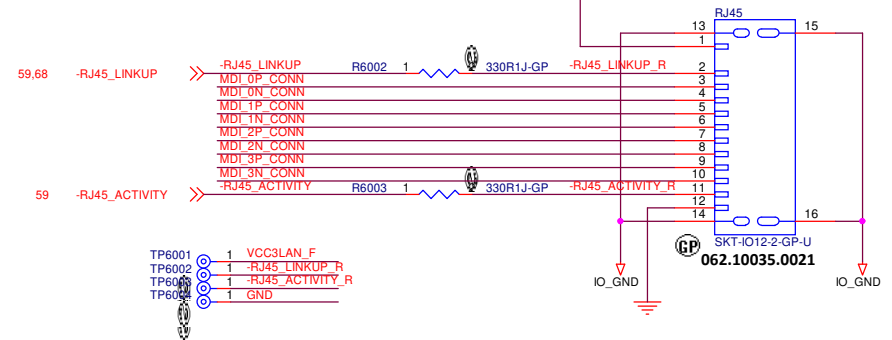 RJ45
13
15
1
59,68 -RJ45_LINKUP -RJ45_LINKUP R6002 1 330R1J-GP -RJ45_LINKUP_R 2
MDI_0P_CONN 3
MDI_0N_CONN 4
MDI_1P_CONN 5
MDI_1N_CONN 6
MDI_2P_CONN 7
MDI_2N_CONN 8
MDI_3P_CONN 9
MDI_3N_CONN 10
59 -RJ45_ACTIVITY -RJ45_ACTIVITY R6003 1 330R1J-GP -RJ45_ACTIVITY_R 11
12
14
16
SKT-IO12-2-GP-U
GP 062.10035.0021
TP6001 1 VCC3LAN_F
TP6002 1 -RJ45_LINKUP_R
TP6003 1 -RJ45_ACTIVITY_R
TP6004 1 GND
IO_GND
IO_GND